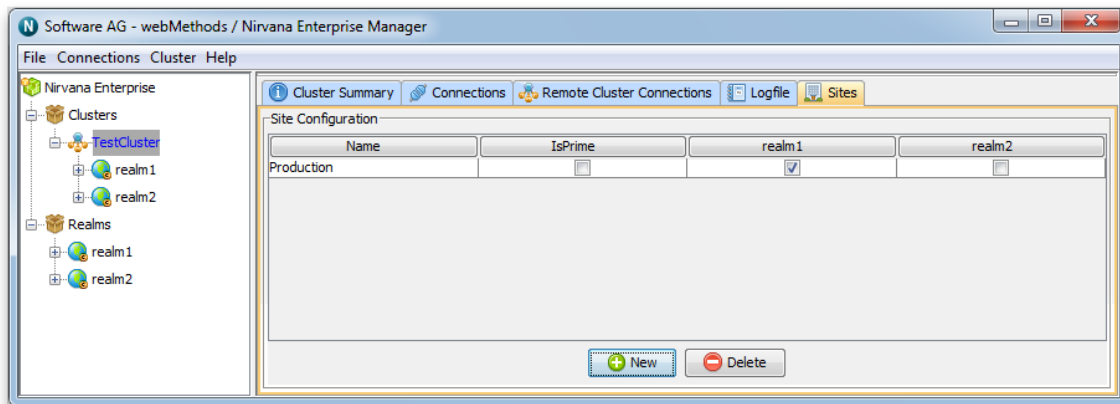 Software AG - webMethods / Nirvana Enterprise Manager
File Connections Cluster Help
Nirvana Enterprise
Clusters
TestCluster
realm1
realm2
Realms
realm1
realm2
Cluster Summary Connections Remote Cluster Connections Logfile Sites
Site Configuration
Name IsPrime realm1 realm2
Production
New Delete